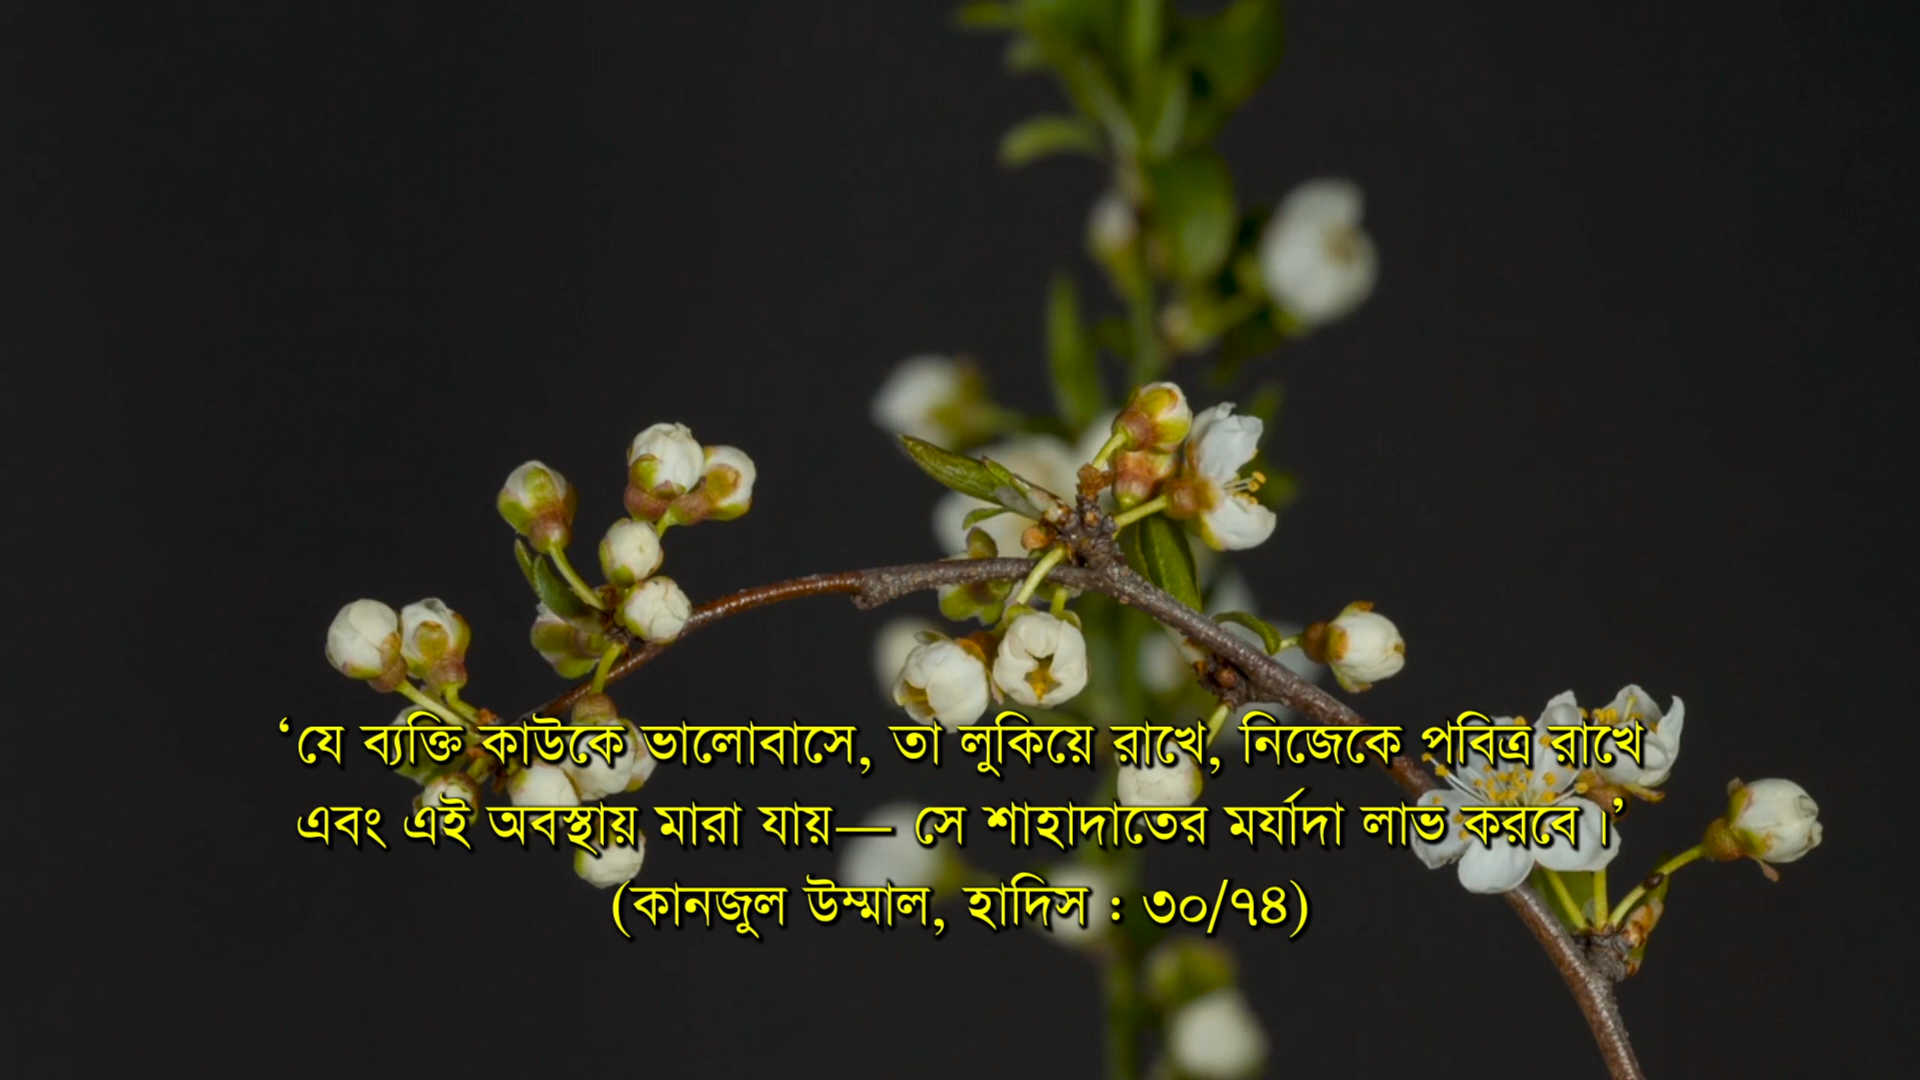 ‘যে ব্যক্তি কাউকে ভালোবাসে, তা লুকিয়ে রাখে, নিজেকে পবিত্র রাখে
এবং এই অবস্থায় মারা যায়— সে শাহাদাতের মর্যাদা লাভ করবে।’
(কানজুল উম্মাল, হাদিস : ৩০/৭৪)